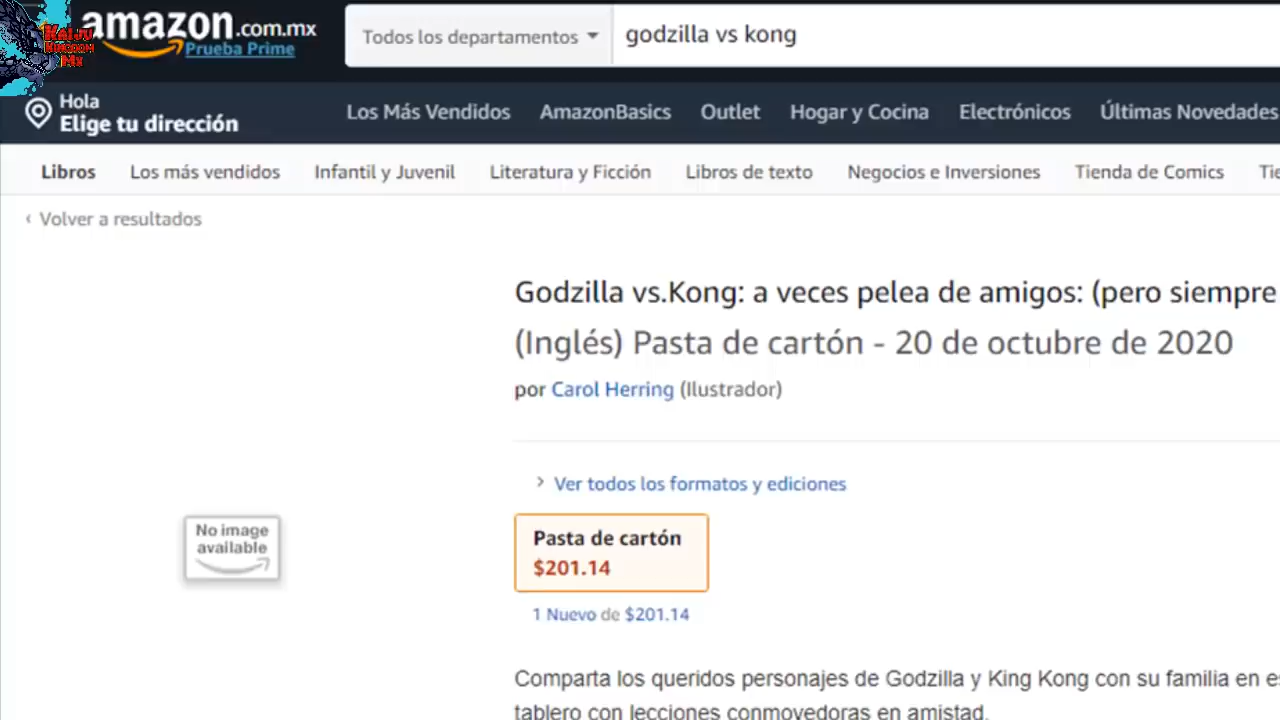 KAIJU
KINGDOM
MX
amazon.com.mx
Prueba Prime
Todos los departamentos
godzilla vs kong
Hola
Elige tu dirección
Los Más Vendidos AmazonBasics Outlet Hogar y Cocina Electrónicos Últimas Novedades
Libros Los más vendidos Infantil y Juvenil Literatura y Ficción Libros de texto Negocios e Inversiones Tienda de Comics Tie
‹ Volver a resultados
Godzilla vs.Kong: a veces pelea de amigos: (pero siempre
(Inglés) Pasta de cartón - 20 de octubre de 2020
por Carol Herring (Ilustrador)
› Ver todos los formatos y ediciones
No image
available
Pasta de cartón
$201.14
1 Nuevo de $201.14
Comparta los queridos personajes de Godzilla y King Kong con su familia en es
tablero con lecciones conmovedoras en amistad.